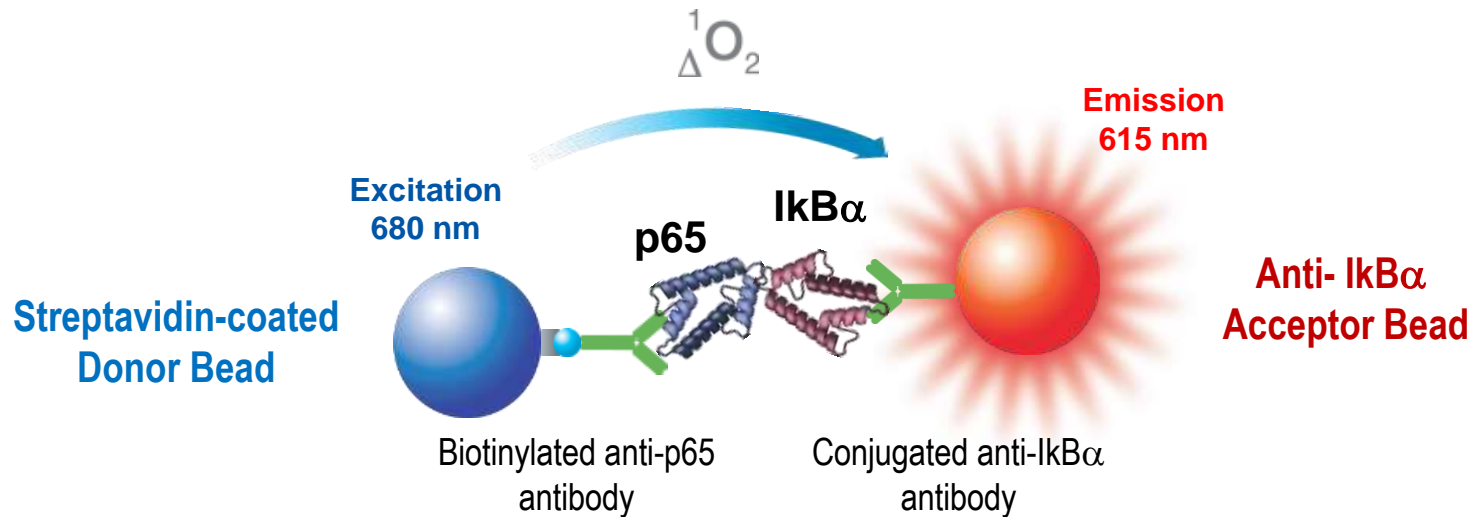 ¹ΔO₂
Emission
615 nm
Excitation
680 nm
IkBα
p65
Streptavidin-coated
Donor Bead
Anti- IkBα
Acceptor Bead
Biotinylated anti-p65
antibody
Conjugated anti-IkBα
antibody